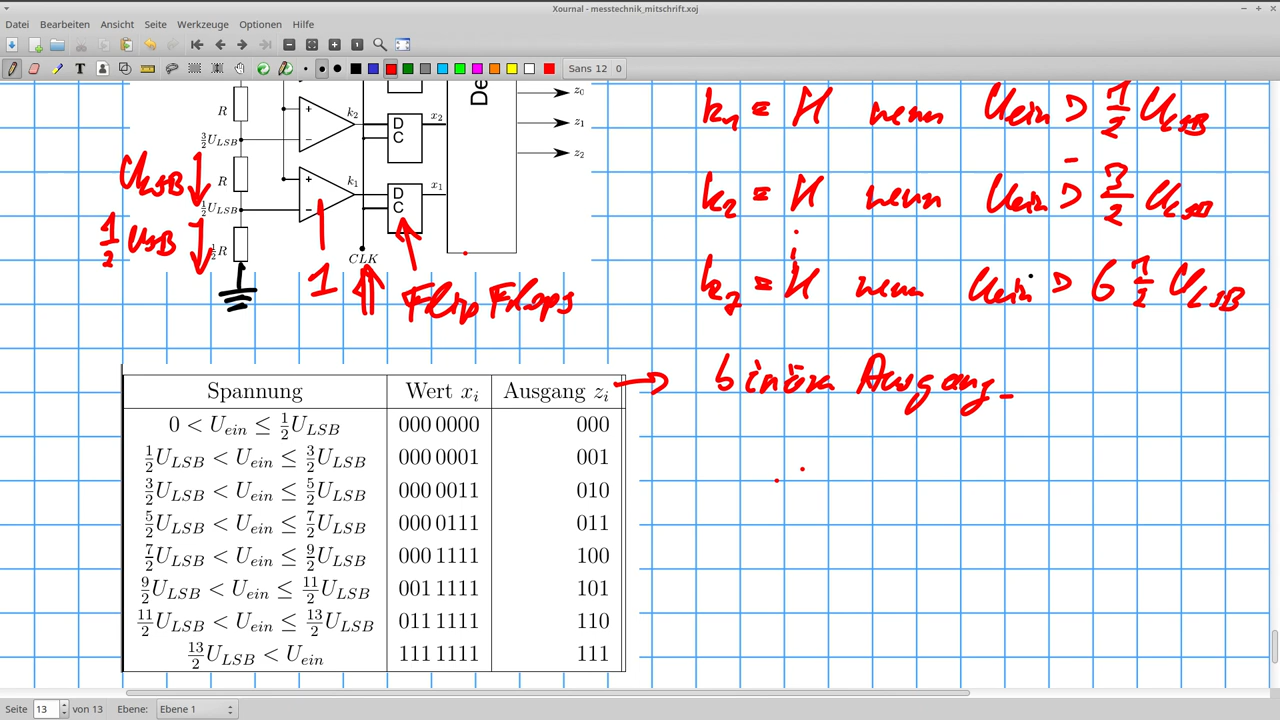 Xournal - messtechnik_mitschrift.xoj
Datei Bearbeiten Ansicht Seite Werkzeuge Optionen Hilfe
Sans 12 0
R
3/2 U_LSB
R
1/2 U_LSB
1/2 R
U_LSB
1/2 U_LSB
+
−
k2
+
−
k1
D
C
x2
D
C
x1
De
z0
z1
z2
CLK
1
Flip Flops
k1 = H wenn Uein > 1/2 U_LSB
k2 = H wenn Uein > 3/2 U_LSB
k7 = H wenn Uein > 6 1/2 U_LSB
binärer Ausgang
Spannung Wert x_i Ausgang z_i
0 < U_ein ≤ 1/2 U_LSB 000 0000 000
1/2 U_LSB < U_ein ≤ 3/2 U_LSB 000 0001 001
3/2 U_LSB < U_ein ≤ 5/2 U_LSB 000 0011 010
5/2 U_LSB < U_ein ≤ 7/2 U_LSB 000 0111 011
7/2 U_LSB < U_ein ≤ 9/2 U_LSB 000 1111 100
9/2 U_LSB < U_ein ≤ 11/2 U_LSB 001 1111 101
11/2 U_LSB < U_ein ≤ 13/2 U_LSB 011 1111 110
13/2 U_LSB < U_ein 111 1111 111
Seite 13 von 13 Ebene: Ebene 1